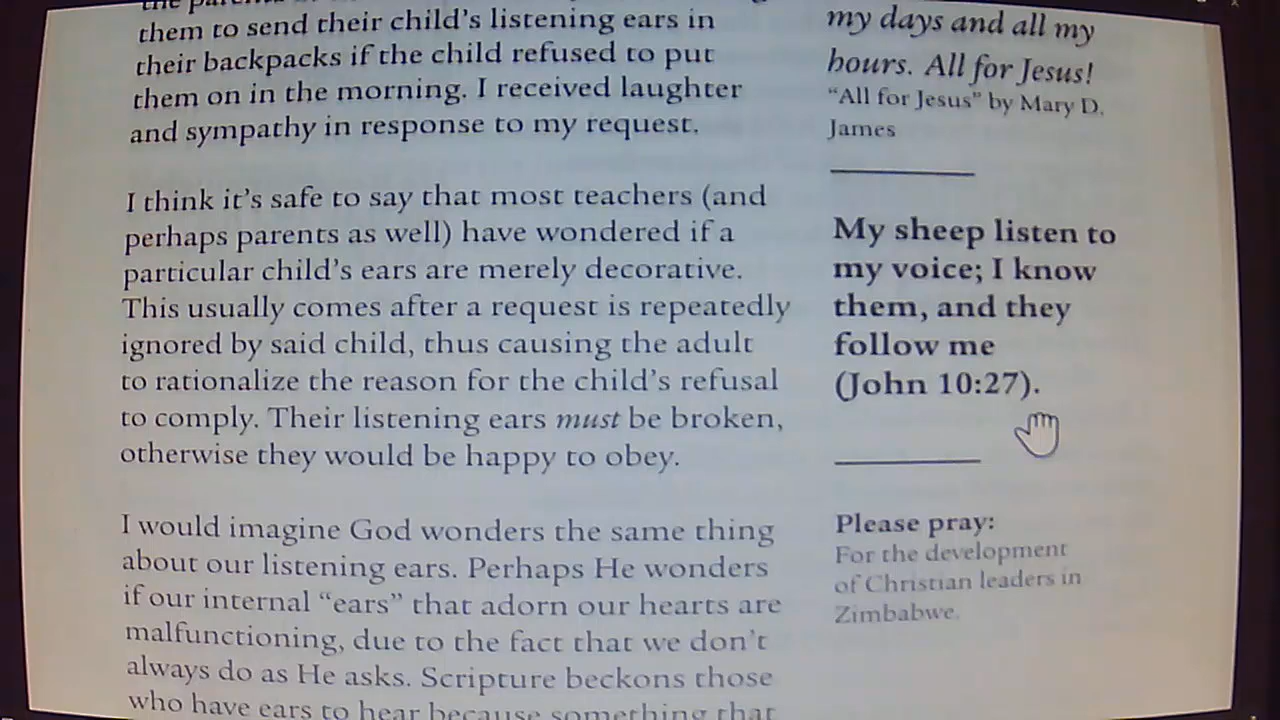 them to send their child's listening ears in
their backpacks if the child refused to put
them on in the morning. I received laughter
and sympathy in response to my request.
I think it's safe to say that most teachers (and
perhaps parents as well) have wondered if a
particular child's ears are merely decorative.
This usually comes after a request is repeatedly
ignored by said child, thus causing the adult
to rationalize the reason for the child's refusal
to comply. Their listening ears must be broken,
otherwise they would be happy to obey.
I would imagine God wonders the same thing
about our listening ears. Perhaps He wonders
if our internal “ears” that adorn our hearts are
malfunctioning, due to the fact that we don't
always do as He asks. Scripture beckons those
who have ears to hear because something that
my days and all my
hours. All for Jesus!
“All for Jesus” by Mary D.
James
My sheep listen to
my voice; I know
them, and they
follow me
(John 10:27).
Please pray:
For the development
of Christian leaders in
Zimbabwe.